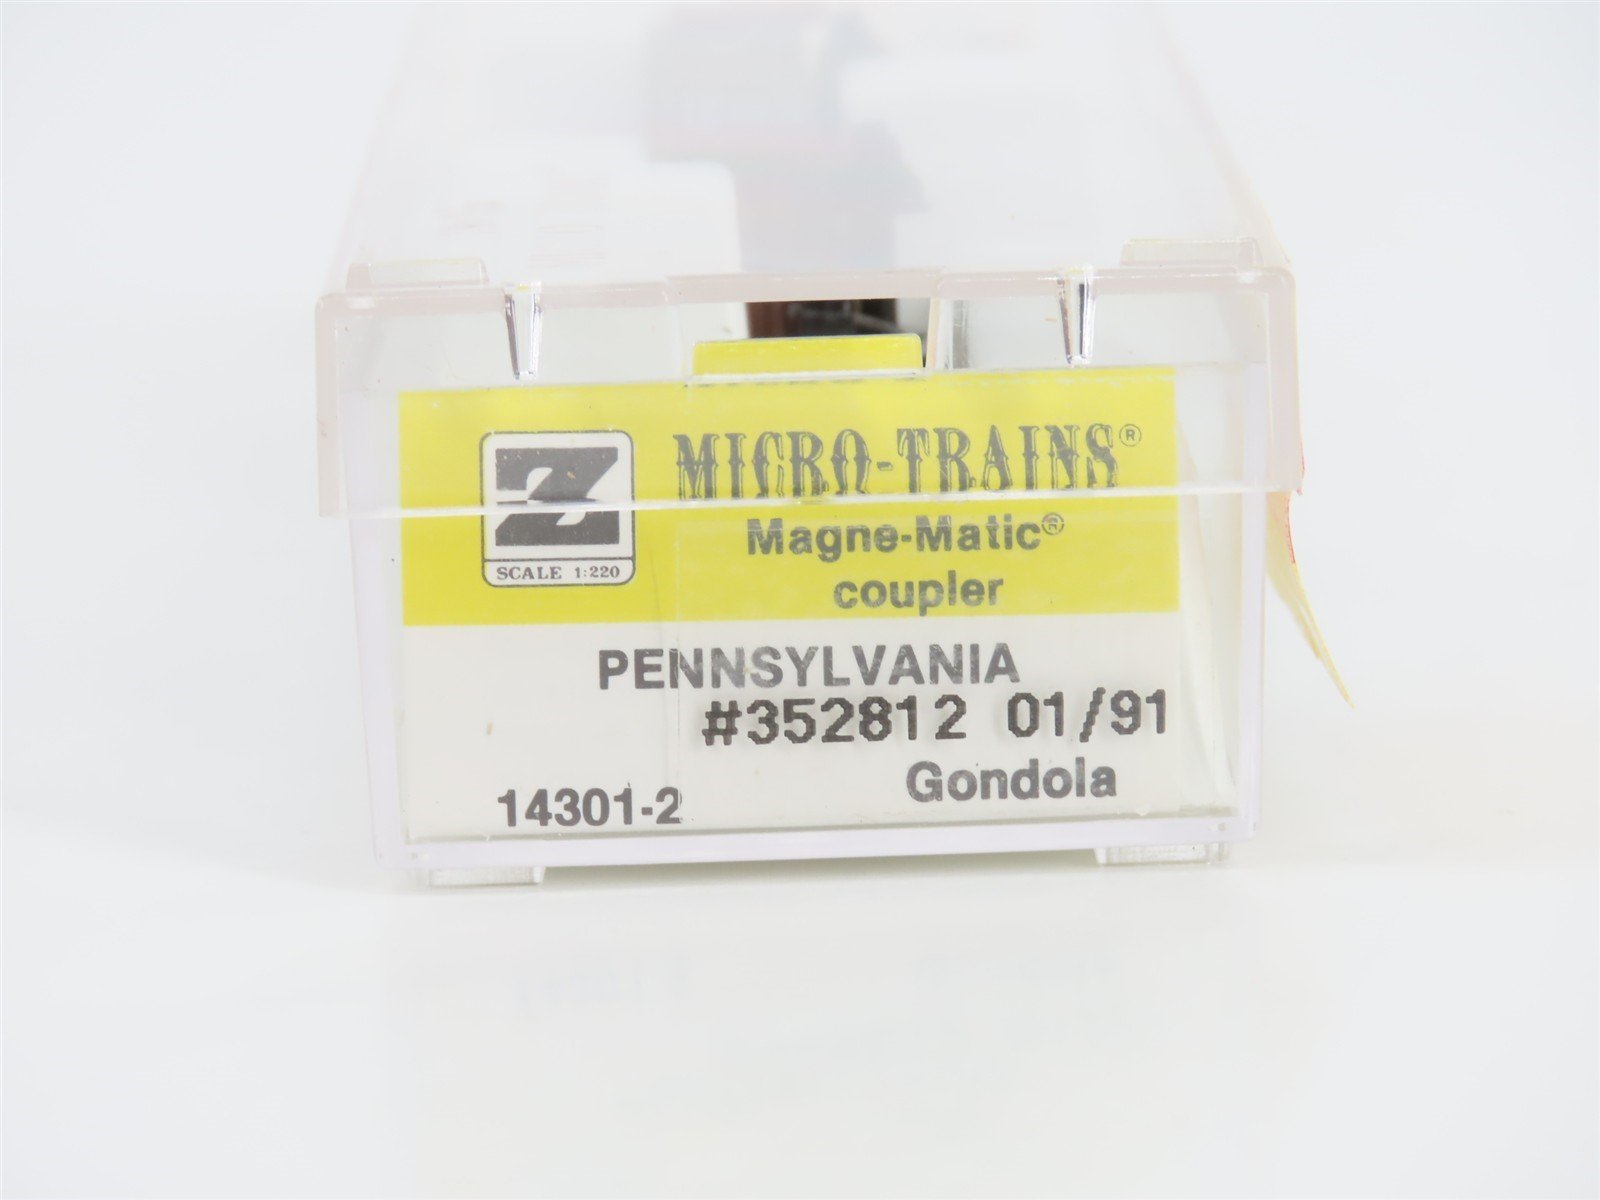 Z
SCALE 1:220
MICRO-TRAINS®
Magne-Matic®
coupler
PENNSYLVANIA
#352812 01/91
Gondola
14301-2